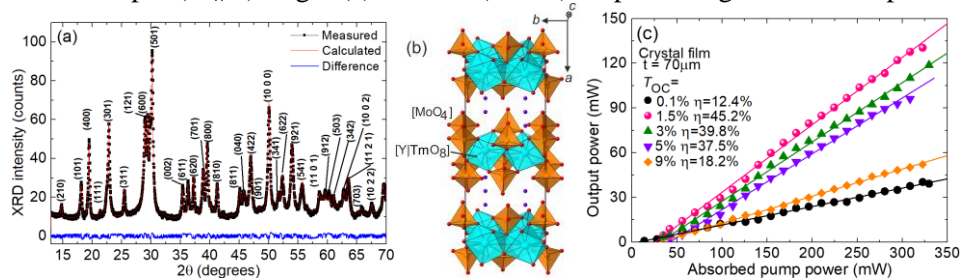 (a)
XRD intensity (counts)
100
80
60
40
20
0
Measured
Calculated
Difference
(210)
(101)
(400)
(111)
(301)
(311)
(121)
(600)
(501)
(002)
(611)
(620)
(701)
(800)
(810)
(811)
(040)
(422)
(901)
(10 0 0)
(341)
(622)
(921)
(541)
(11 0 1)
(912)
(503)
(342)
(10 0 2)
(703)
(10 2 2)
(11 2 1)
15 20 25 30 35 40 45 50 55 60 65 70
2θ (degrees)
(b)
b
c
a
[MoO4]
[Y|TmO8]
(c)
Output power (mW)
150
120
90
60
30
0
Crystal film
t = 70μm
TOC=
0.1% η=12.4%
1.5% η=45.2%
3% η=39.8%
5% η=37.5%
9% η=18.2%
0 50 100 150 200 250 300 350
Absorbed pump power (mW)